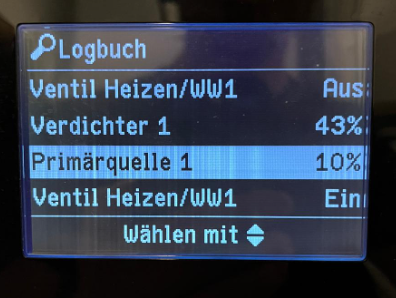 Logbuch
Ventil Heizen/WW1 Aus
Verdichter 1 43%
Primärquelle 1 10%
Ventil Heizen/WW1 Ein
Wählen mit